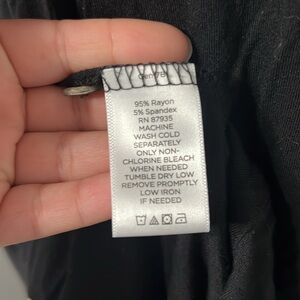 95% Rayon
5% Spandex
RN 87935
MACHINE
WASH COLD
SEPARATELY
ONLY NON-
CHLORINE BLEACH
WHEN NEEDED
TUMBLE DRY LOW
REMOVE PROMPTLY
LOW IRON
IF NEEDED